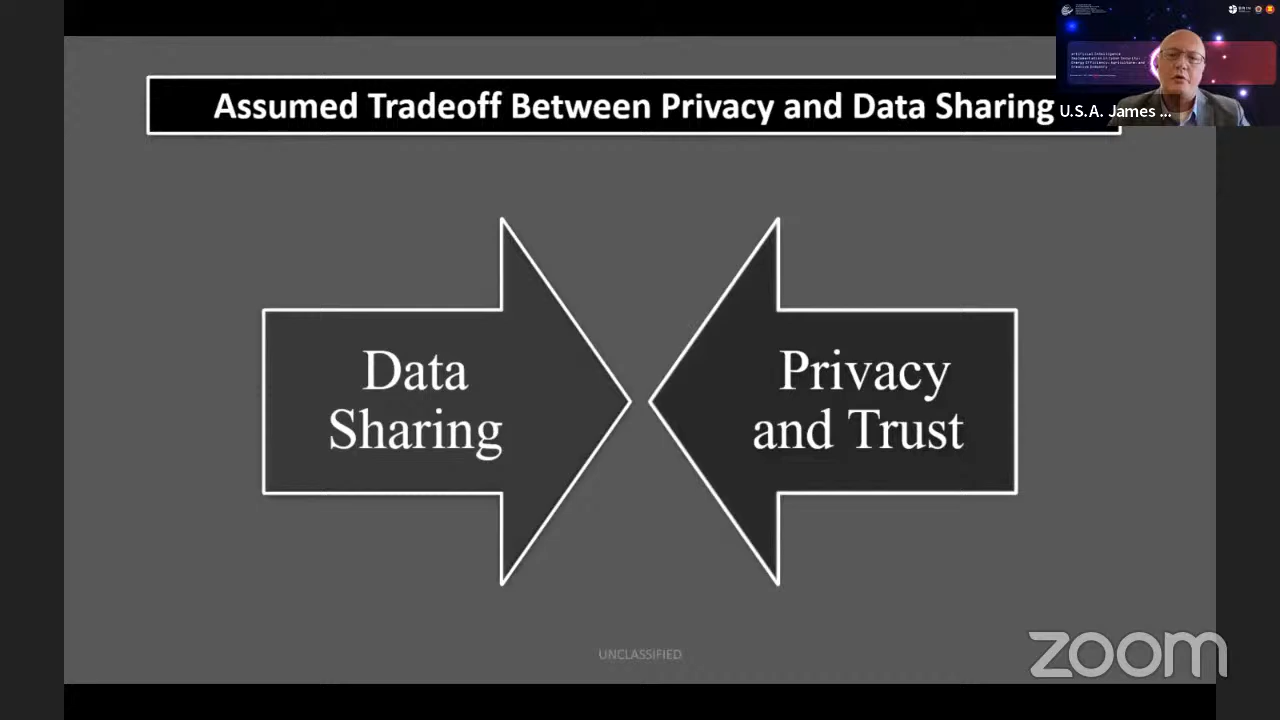 Assumed Tradeoff Between Privacy and Data Sharing
U.S.A. James ...
Data
Sharing
Privacy
and Trust
UNCLASSIFIED
zoom